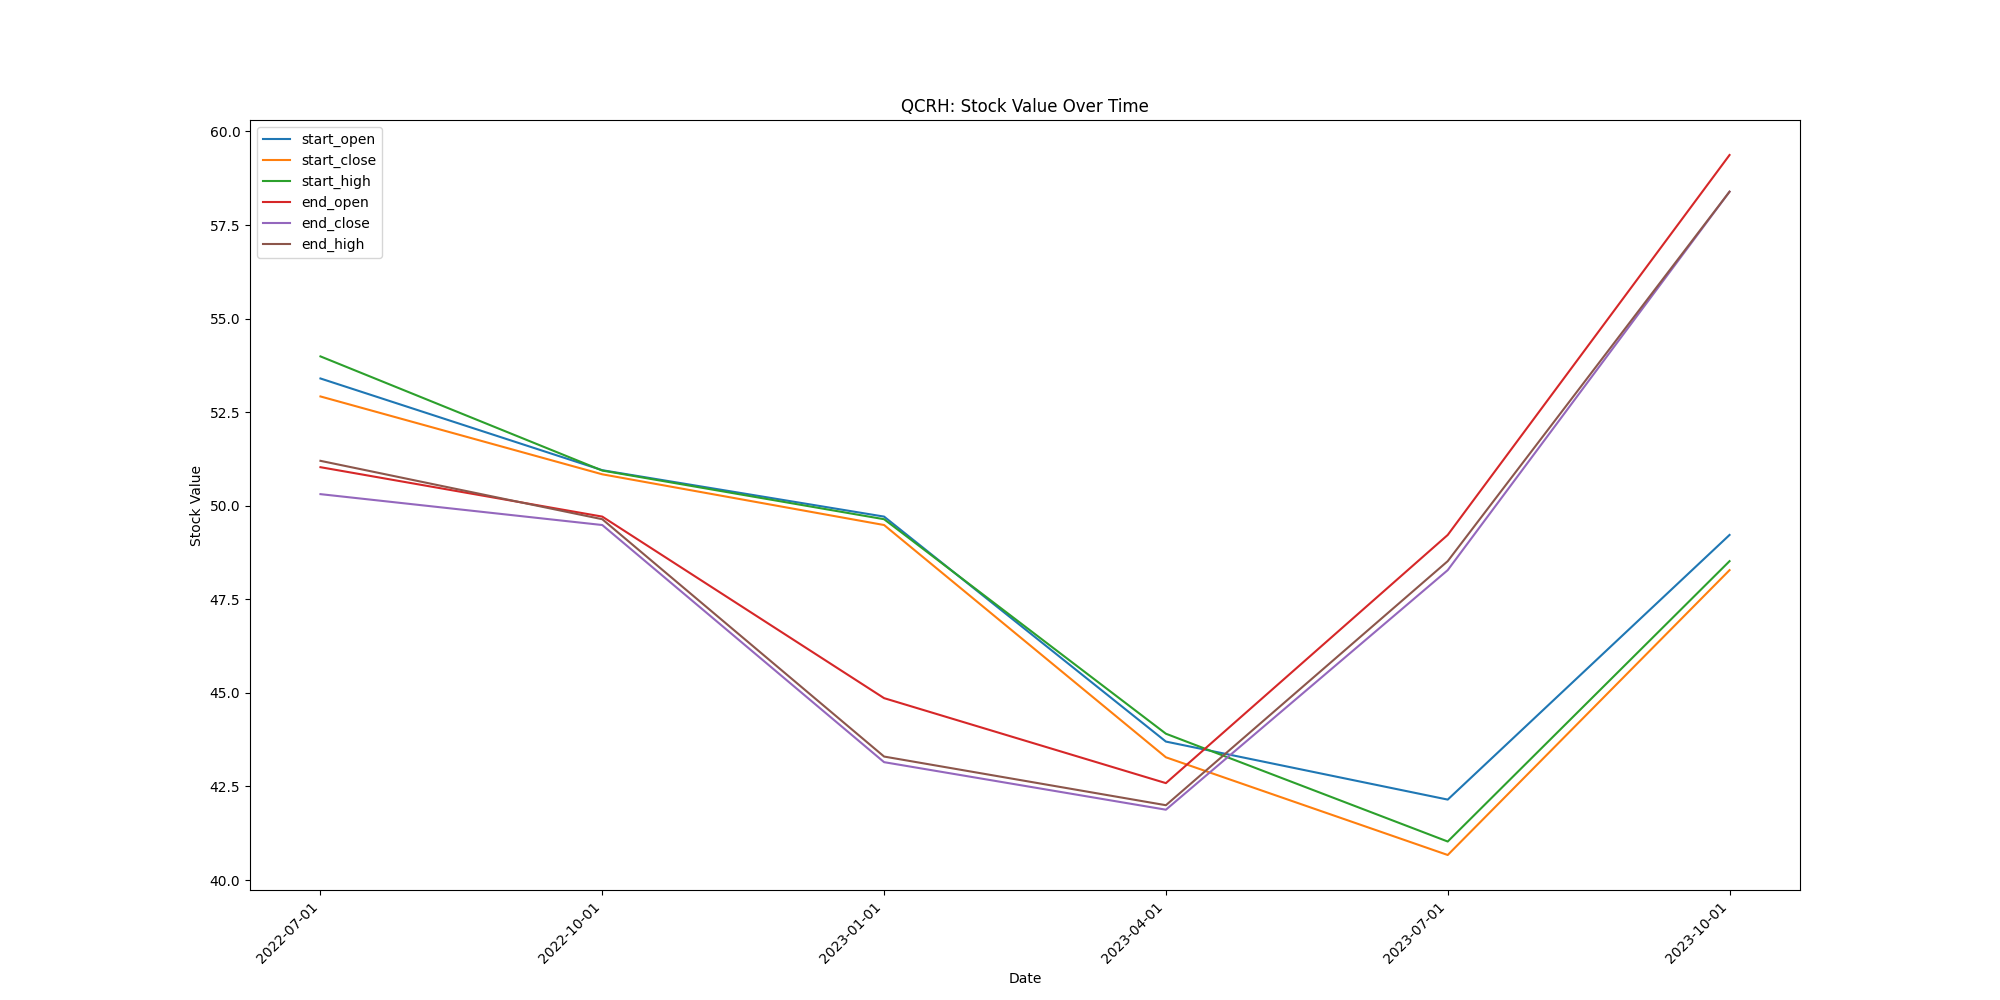 QCRH: Stock Value Over Time
start_open
start_close
start_high
end_open
end_close
end_high
60.0
57.5
55.0
52.5
50.0
47.5
45.0
42.5
40.0
Stock Value
2022-07-01
2022-10-01
2023-01-01
2023-04-01
2023-07-01
2023-10-01
Date